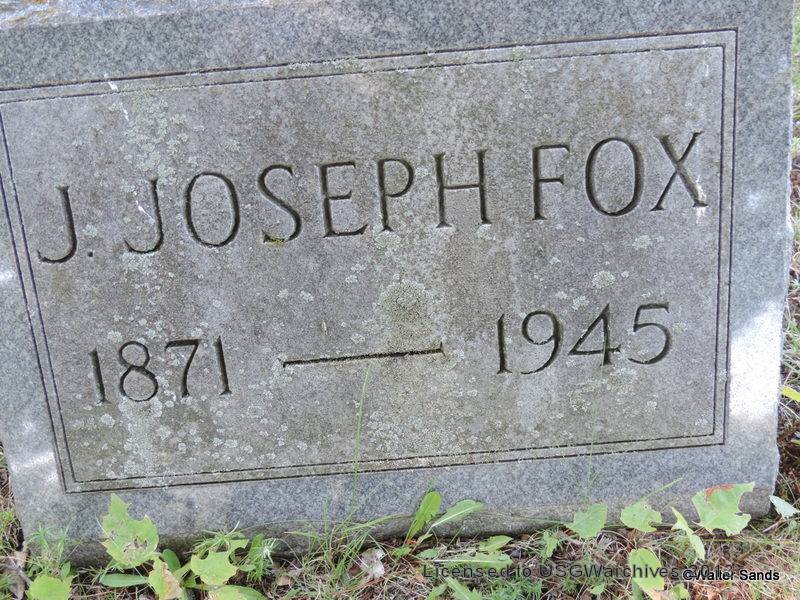 J. JOSEPH FOX
1871 — 1945
Licensed to USGWarchives
©Walter Sands